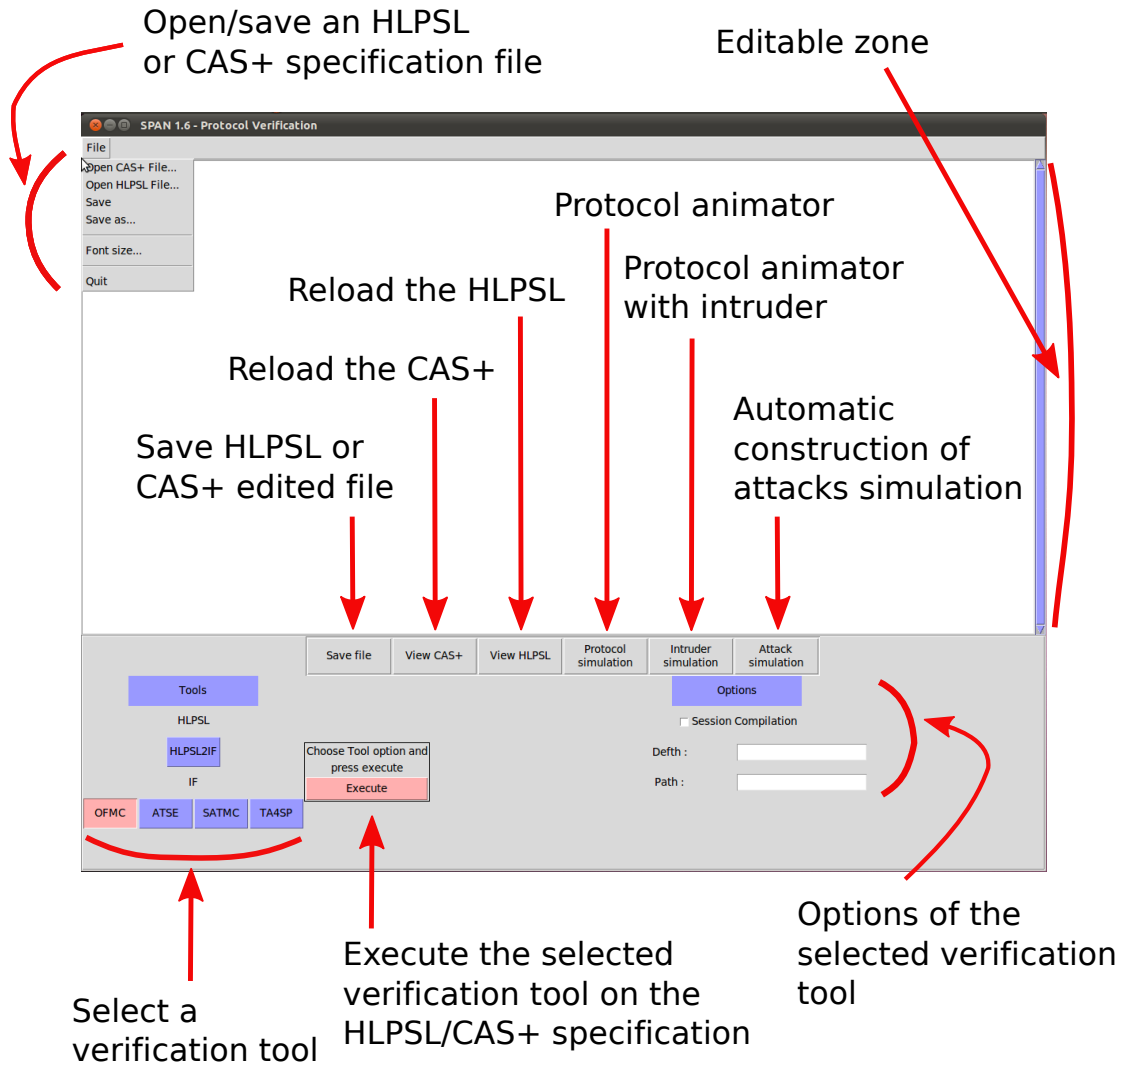 Open/save an HLPSL
or CAS+ specification file
Editable zone
SPAN 1.6 - Protocol Verification
File
Open CAS+ File...
Open HLPSL File...
Save
Save as...
Font size...
Quit
Protocol animator
Protocol animator
with intruder
Reload the HLPSL
Reload the CAS+
Automatic
construction of
attacks simulation
Save HLPSL or
CAS+ edited file
Save file
View CAS+
View HLPSL
Protocol
simulation
Intruder
simulation
Attack
simulation
Tools
HLPSL
HLPSL2IF
IF
OFMC
ATSE
SATMC
TA4SP
Choose Tool option and
press execute
Execute
Options
Session Compilation
Defth :
Path :
Select a
verification tool
Execute the selected
verification tool on the
HLPSL/CAS+ specification
Options of the
selected verification
tool